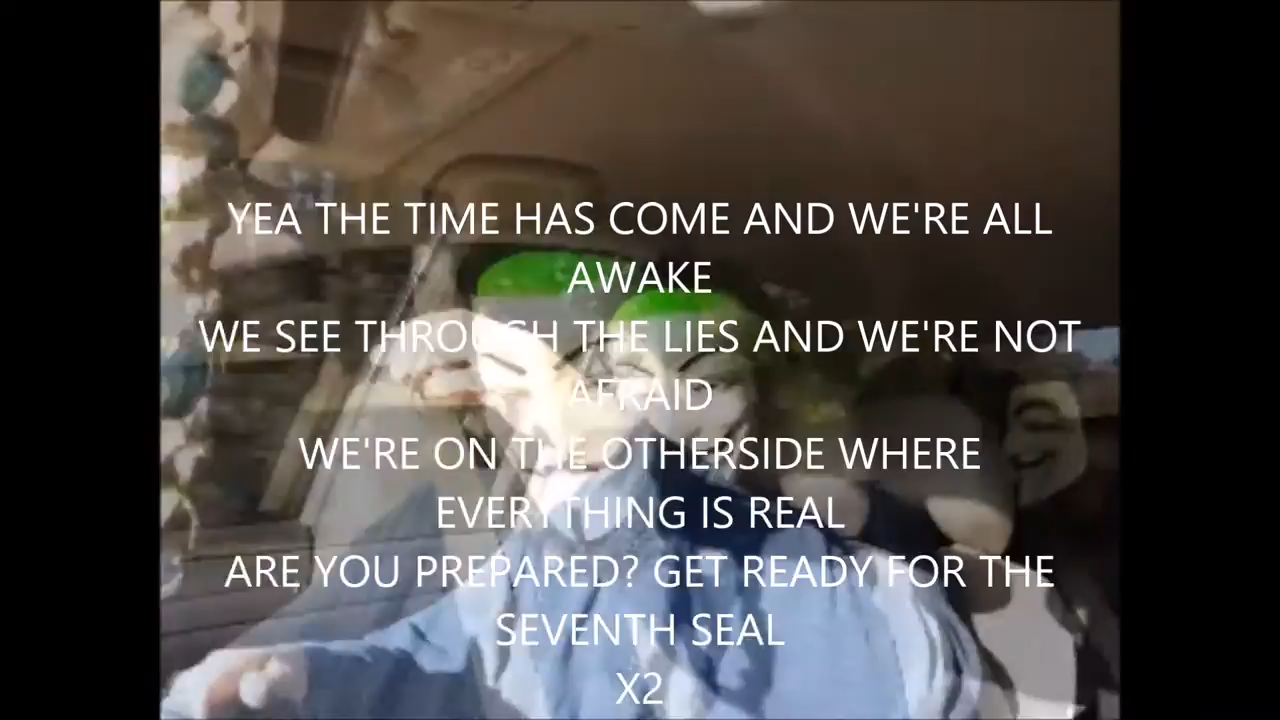 YEA THE TIME HAS COME AND WE'RE ALL
AWAKE
WE SEE THROUGH THE LIES AND WE'RE NOT
AFRAID
WE'RE ON THE OTHERSIDE WHERE
EVERYTHING IS REAL
ARE YOU PREPARED? GET READY FOR THE
SEVENTH SEAL
X2